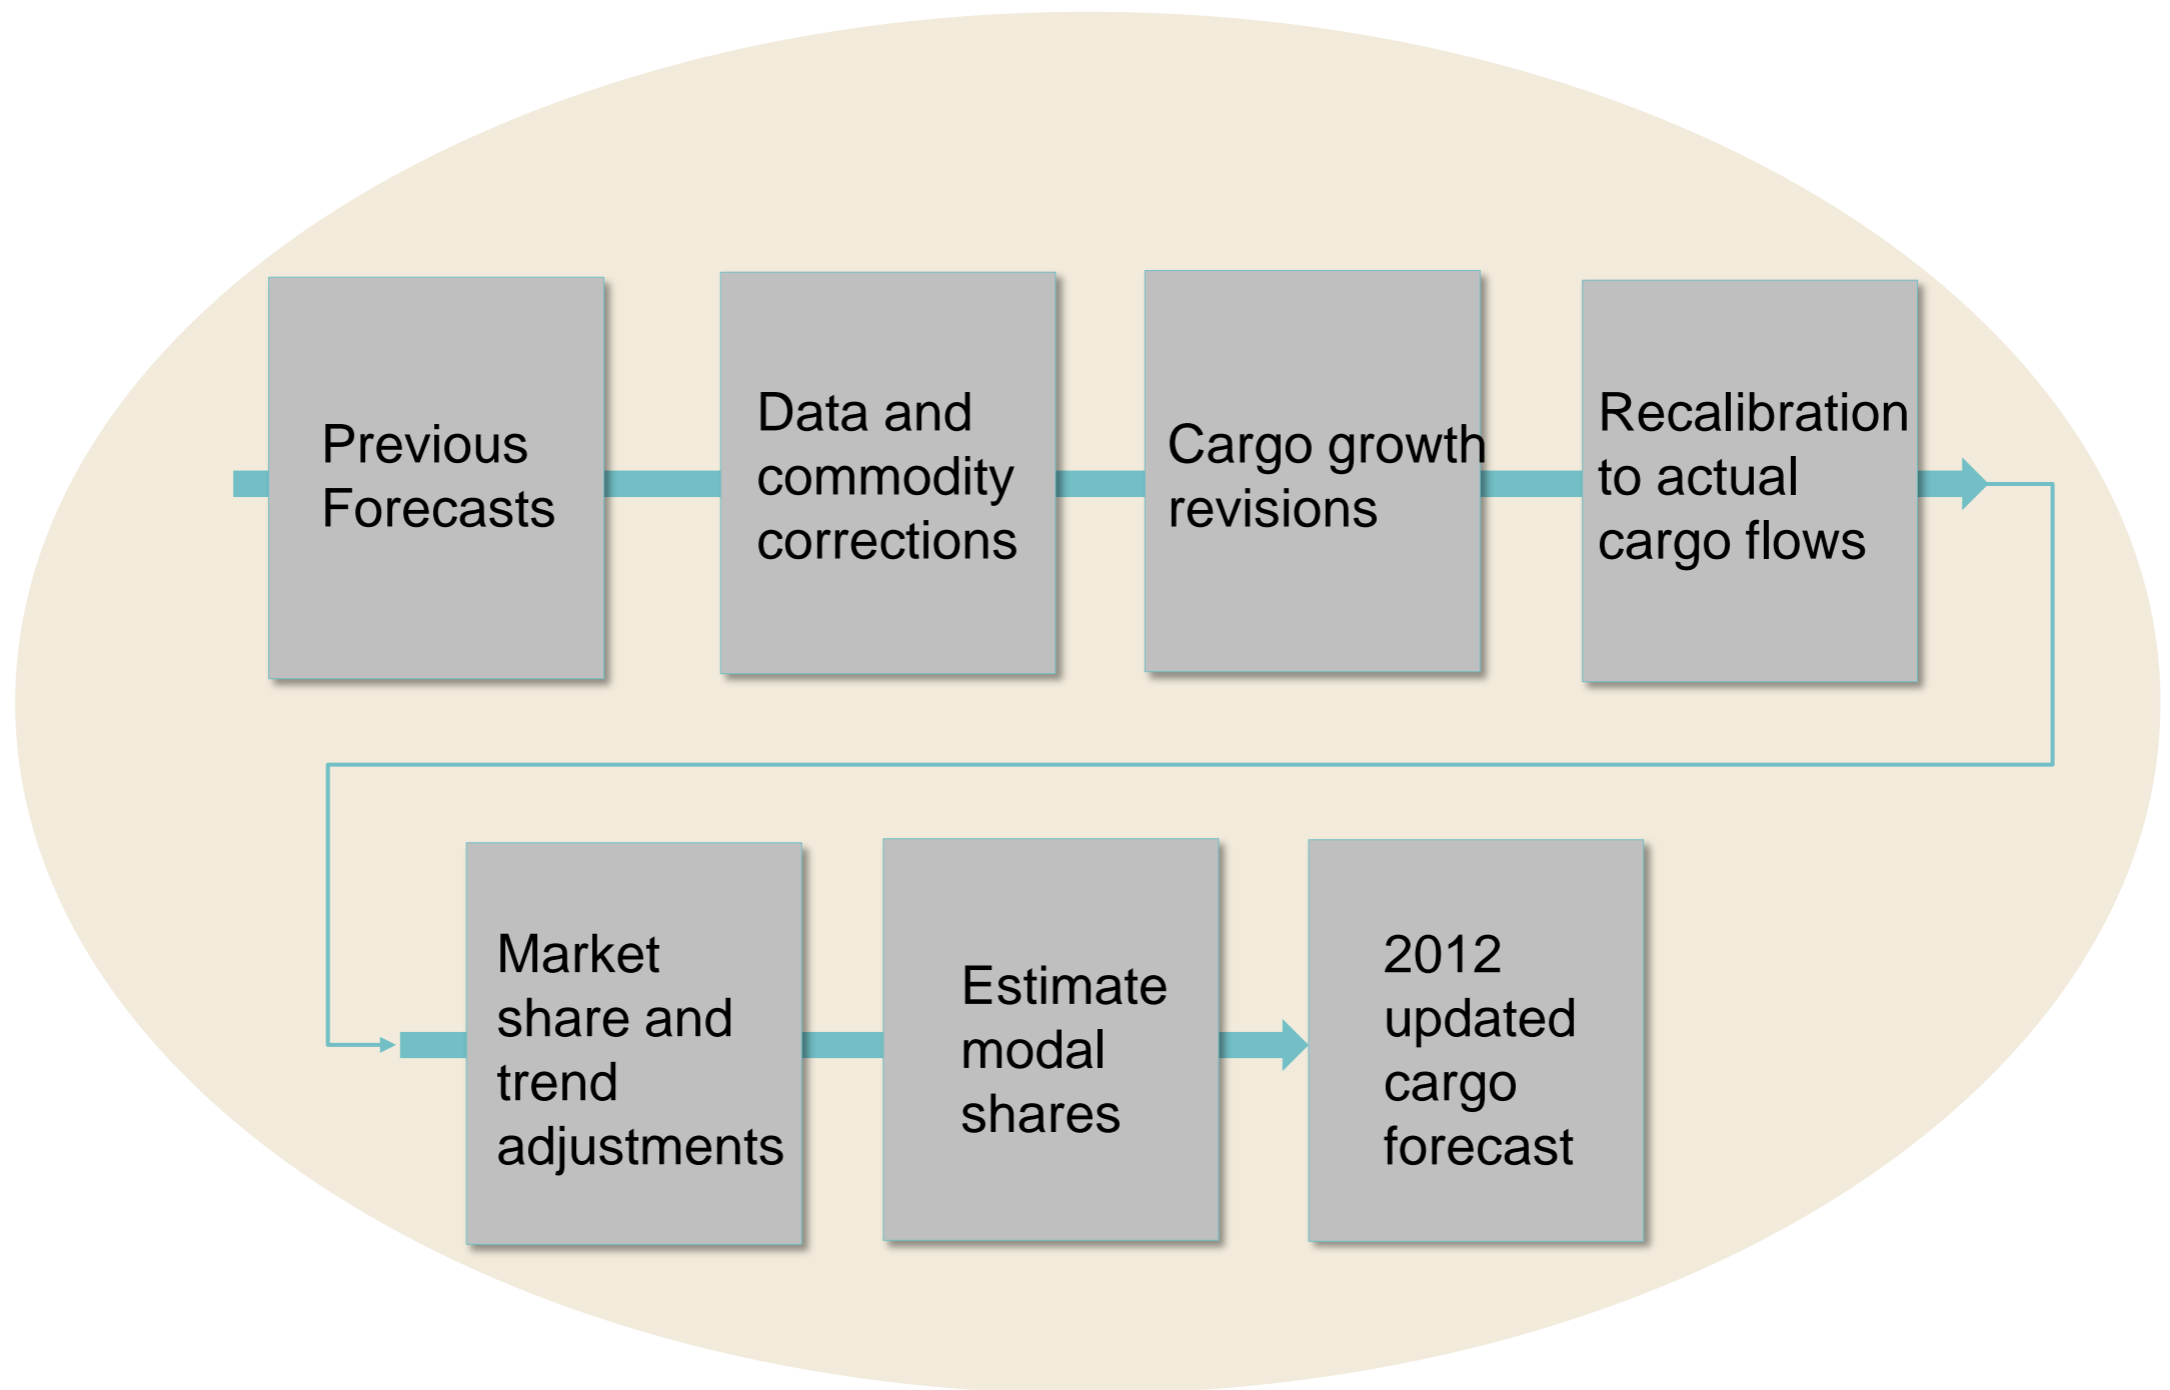 Previous
Forecasts
Data and
commodity
corrections
Cargo growth
revisions
Recalibration
to actual
cargo flows
Market
share and
trend
adjustments
Estimate
modal
shares
2012
updated
cargo
forecast